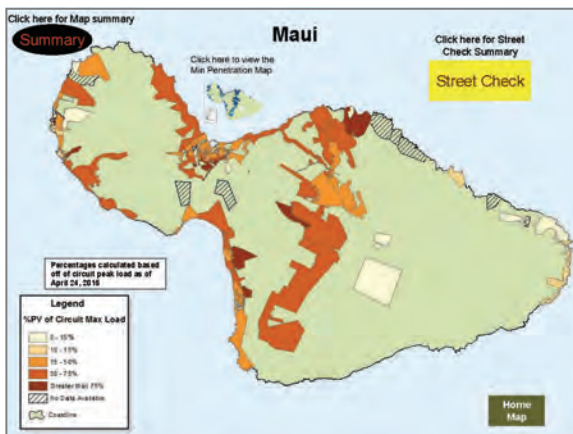 Click here for Map summary
Summary
Maui
Click here to view the
Min Penetration Map
Click here for Street
Check Summary
Street Check
Percentages calculated based
off of circuit peak load as of
April 24, 2015
Legend
%PV of Circuit Max Load
0 - 15%
15 - 50%
50 - 75%
Greater than 75%
No Data Available
Coastline
Home
Map